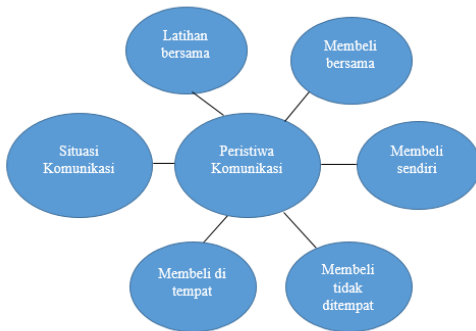 Latihan
bersama
Membeli
bersama
Situasi
Komunikasi
Peristiwa
Komunikasi
Membeli
sendiri
Membeli di
tempat
Membeli
tidak
ditempat